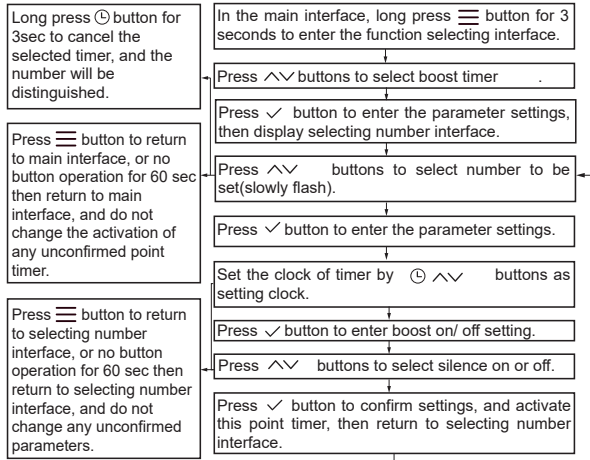 Long press button for
3sec to cancel the
selected timer, and the
number will be
distinguished.
Press button to return
to main interface, or no
button operation for 60 sec
then return to main
interface, and do not
change the activation of
any unconfirmed point
timer.
Press button to return
to selecting number
interface, or no button
operation for 60 sec then
return to selecting number
interface, and do not
change any unconfirmed
parameters.
In the main interface, long press button for 3
seconds to enter the function selecting interface.
Press buttons to select boost timer .
Press button to enter the parameter settings,
then display selecting number interface.
Press buttons to select number to be
set(slowly flash).
Press button to enter the parameter settings.
Set the clock of timer by buttons as
setting clock.
Press button to enter boost on/ off setting.
Press buttons to select silence on or off.
Press button to confirm settings, and activate
this point timer, then return to selecting number
interface.